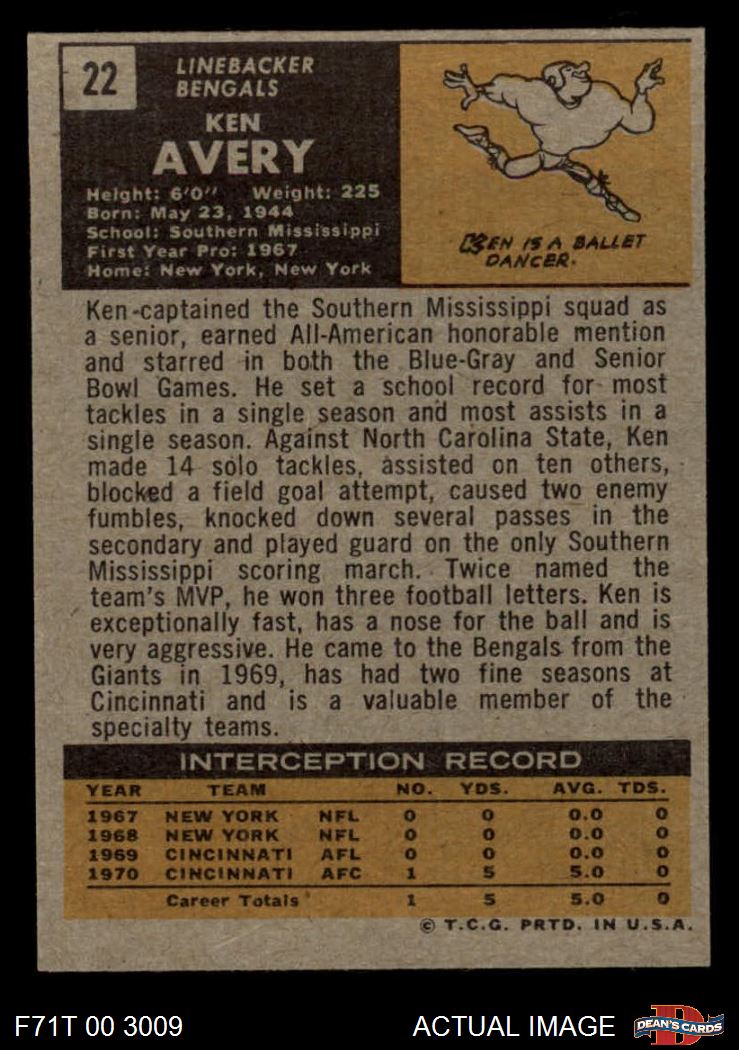 22
LINEBACKER
BENGALS
KEN
AVERY
Height: 6'0" Weight: 225
Born: May 23, 1944
School: Southern Mississippi
First Year Pro: 1967
Home: New York, New York
KEN IS A BALLET
DANCER.
Ken captained the Southern Mississippi squad as
a senior, earned All-American honorable mention
and starred in both the Blue-Gray and Senior
Bowl Games. He set a school record for most
tackles in a single season and most assists in a
single season. Against North Carolina State, Ken
made 14 solo tackles, assisted on ten others,
blocked a field goal attempt, caused two enemy
fumbles, knocked down several passes in the
secondary and played guard on the only Southern
Mississippi scoring march. Twice named the
team's MVP, he won three football letters. Ken is
exceptionally fast, has a nose for the ball and is
very aggressive. He came to the Bengals from the
Giants in 1969, has had two fine seasons at
Cincinnati and is a valuable member of the
specialty teams.
INTERCEPTION RECORD
YEAR TEAM NO. YDS. AVG. TDS.
1967 NEW YORK NFL 0 0 0.0 0
1968 NEW YORK NFL 0 0 0.0 0
1969 CINCINNATI AFL 0 0 0.0 0
1970 CINCINNATI AFC 1 5 5.0 0
Career Totals 1 5 5.0 0
© T.C.G. PRTD. IN U.S.A.
F71T 00 3009 ACTUAL IMAGE D DEAN'S CARDS